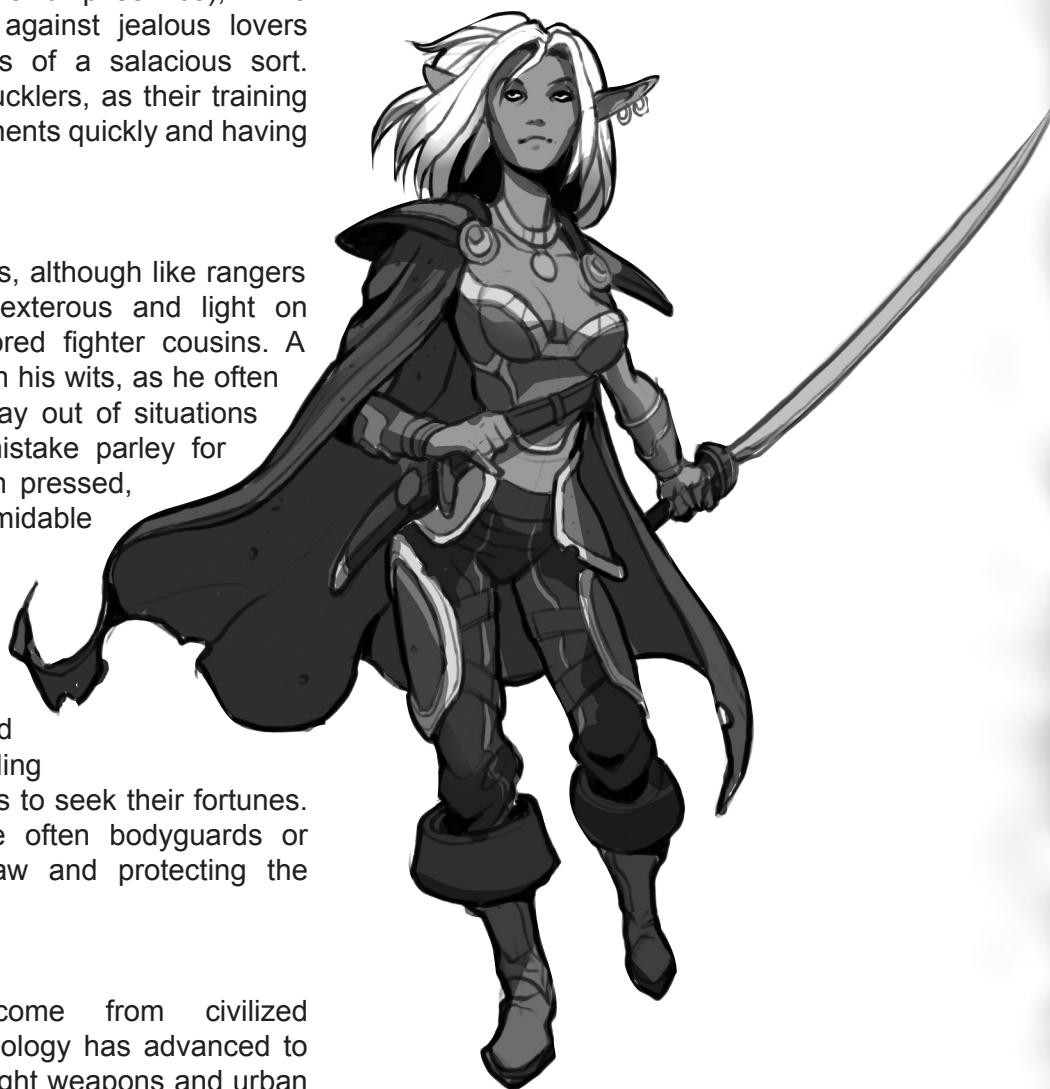 against jealous lovers
s of a salacious sort.
ucklers, as their training
nents quickly and having
s, although like rangers
exterous and light on
ored fighter cousins. A
n his wits, as he often
ay out of situations
nistake parley for
n pressed,
midable
d
ling
s to seek their fortunes.
e often bodyguards or
aw and protecting the
come from civilized
ology has advanced to
ght weapons and urban